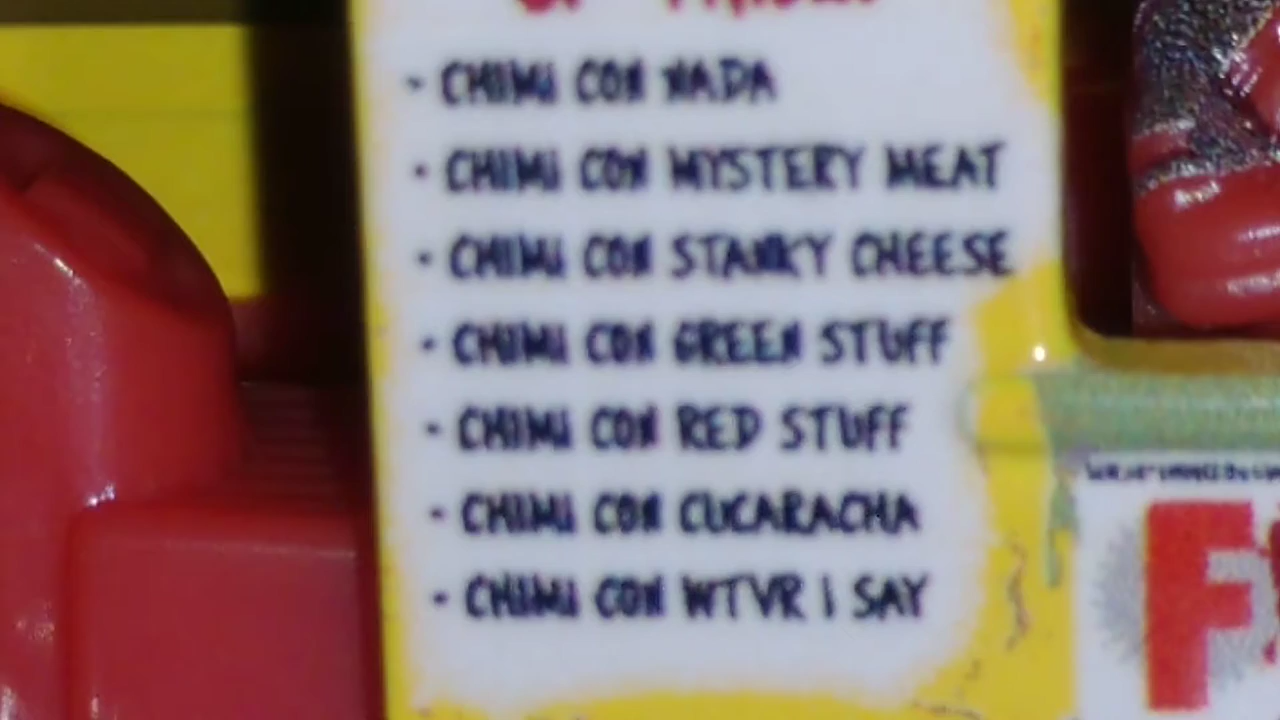 - CHIMI CON NADA
- CHIMI CON MYSTERY MEAT
- CHIMI CON STANKY CHEESE
- CHIMI CON GREEN STUFF
- CHIMI CON RED STUFF
- CHIMI CON CUCARACHA
- CHIMI CON WTVR I SAY
F